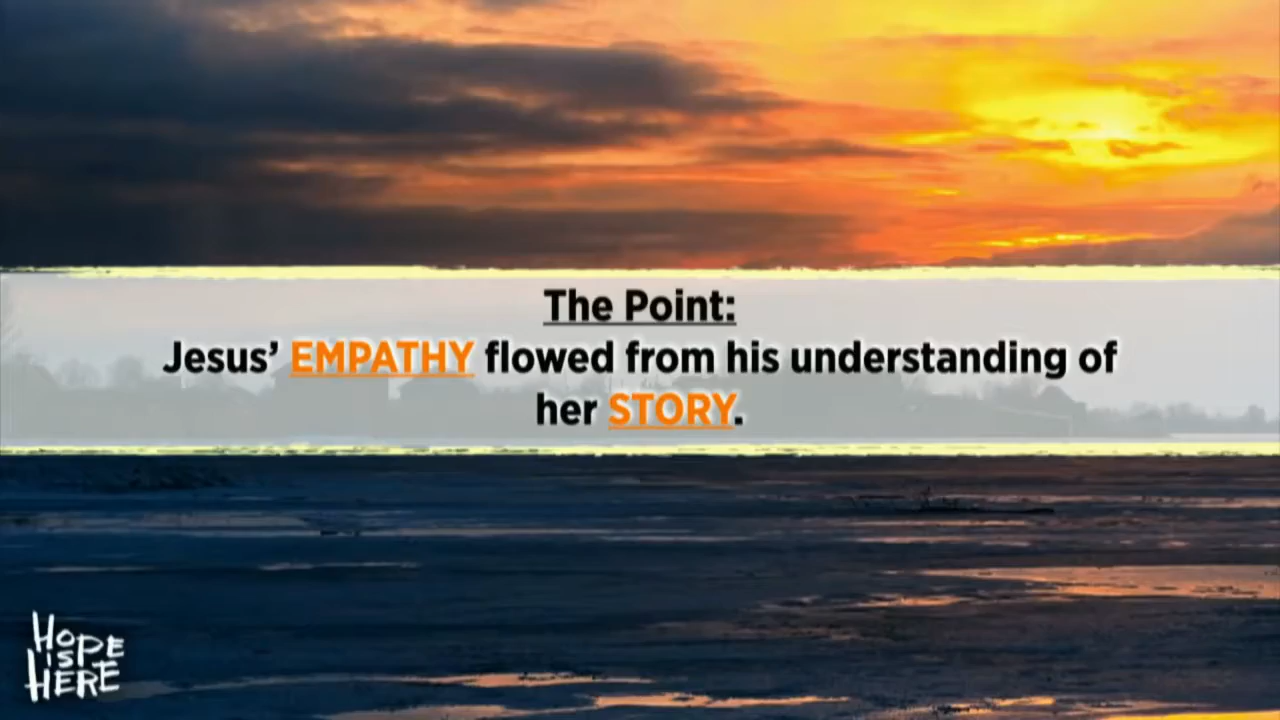 The Point:
Jesus’ EMPATHY flowed from his understanding of
her STORY.
HOPE
IS
HERE